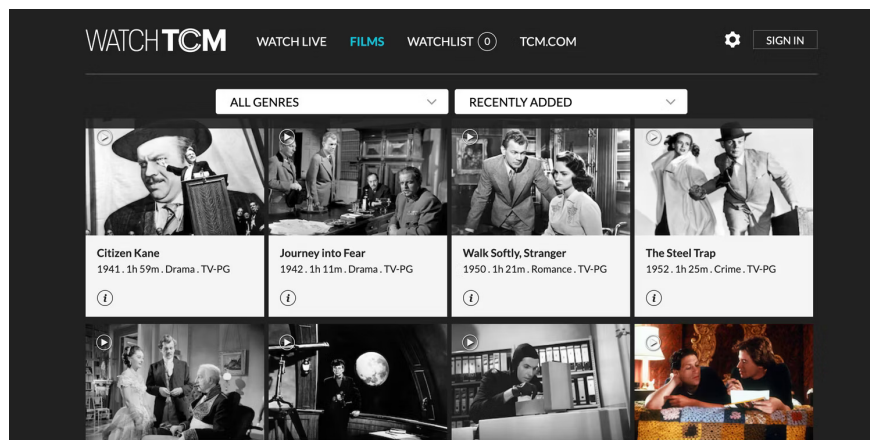 WATCH TCM
WATCH LIVE
FILMS
WATCHLIST 0
TCM.COM
SIGN IN
ALL GENRES
RECENTLY ADDED
Citizen Kane
1941 . 1h 59m . Drama . TV-PG
i
Journey into Fear
1942 . 1h 11m . Drama . TV-PG
i
Walk Softly, Stranger
1950 . 1h 21m . Romance . TV-PG
i
The Steel Trap
1952 . 1h 25m . Crime . TV-PG
i